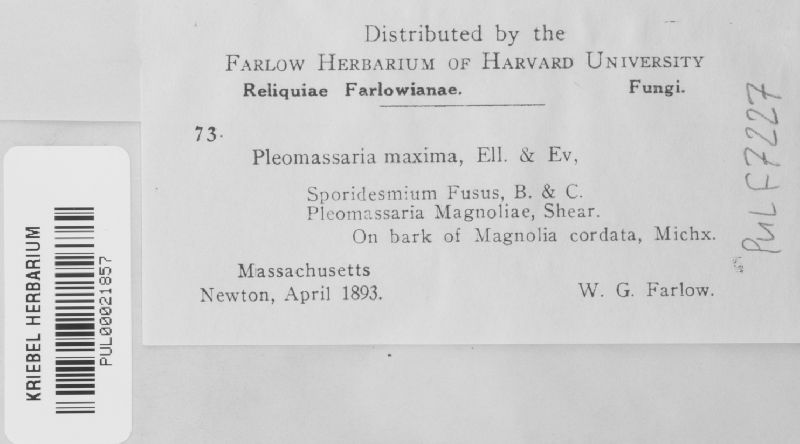 Distributed by the
FARLOW HERBARIUM OF HARVARD UNIVERSITY
Reliquiae Farlowianae. Fungi.
73.
Pleomassaria maxima, Ell. & Ev,
Sporidesmium Fusus, B. & C.
Pleomassaria Magnoliae, Shear.
On bark of Magnolia cordata, Michx.
Massachusetts
Newton, April 1893. W. G. Farlow.
PUL F7227
KRIEBEL HERBARIUM
PUL00021857